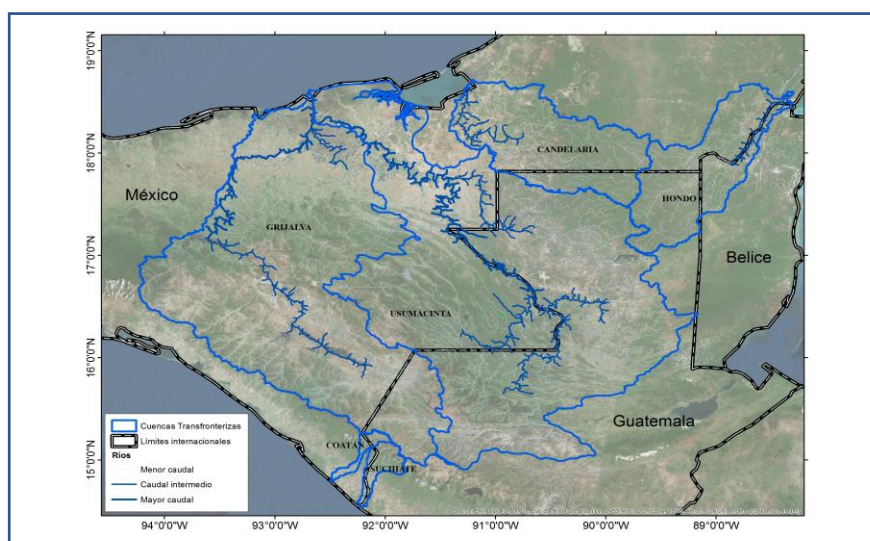 19°0'0"N
18°0'0"N
17°0'0"N
16°0'0"N
15°0'0"N
CANDELARIA
México
HONDO
GRIJALVA
Belice
USUMACINTA
Guatemala
COATÁN
SUCHIATE
Cuencas Transfronterizas
Límites internacionales
Ríos
Menor caudal
Caudal intermedio
Mayor caudal
94°0'0"W
93°0'0"W
92°0'0"W
91°0'0"W
90°0'0"W
89°0'0"W